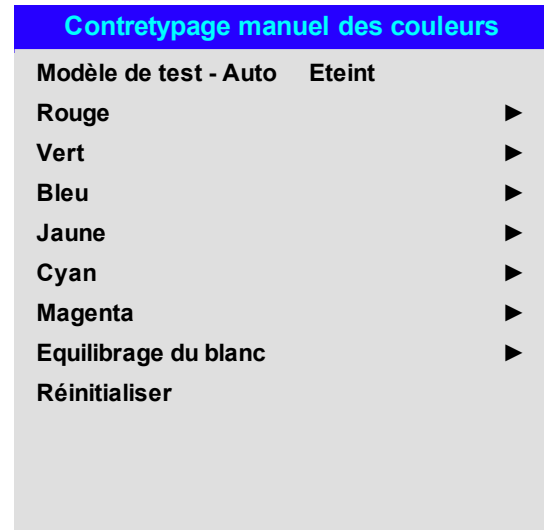 Contretypage manuel des couleurs
Modèle de test - Auto Eteint
Rouge ►
Vert ►
Bleu ►
Jaune ►
Cyan ►
Magenta ►
Equilibrage du blanc ►
Réinitialiser